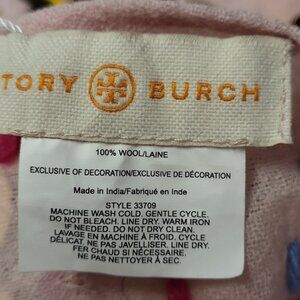 TORY BURCH
100% WOOL/LAINE
EXCLUSIVE OF DECORATION/EXCLUSIVE DE DÉCORATION
Made in India/Fabriqué en Inde
STYLE 33709
MACHINE WASH COLD. GENTLE CYCLE.
DO NOT BLEACH. LINE DRY. WARM IRON
IF NEEDED. DO NOT DRY CLEAN.
LAVAGE EN MACHINE À FROID. CYCLE
DÉLICAT. NE PAS JAVELLISER. LINE DRY.
FER CHAUD SI NÉCESSAIRE.
NE PAS NETTOYER À SEC.